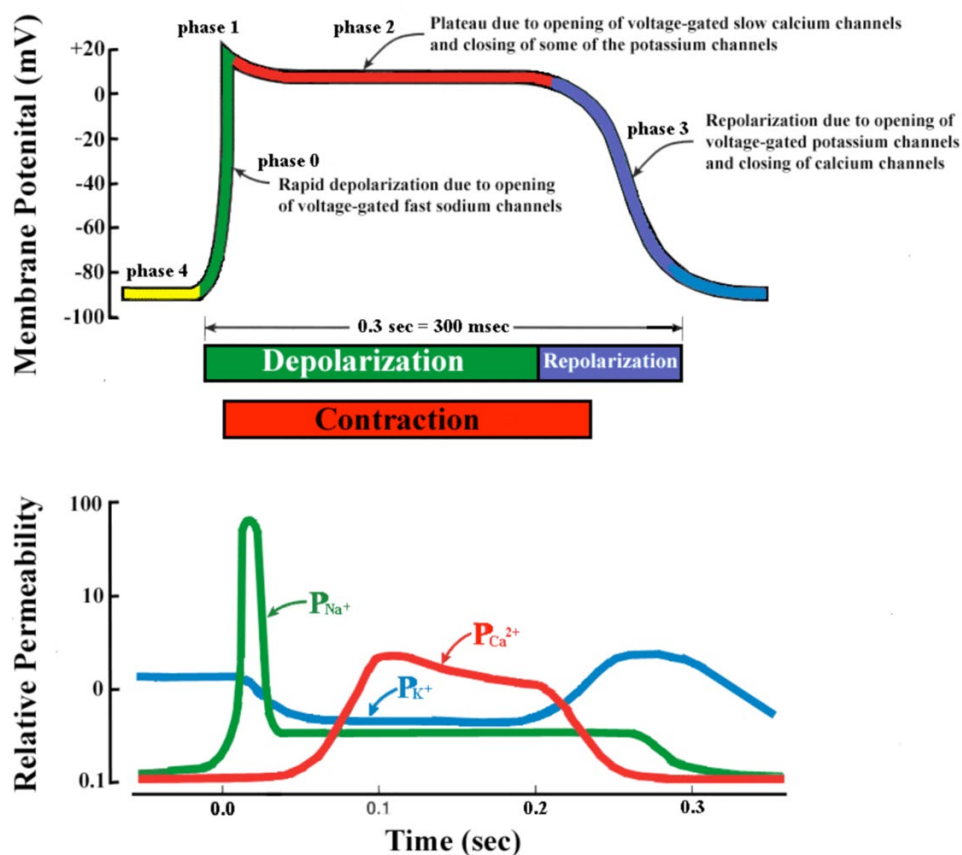 phase 1
phase 2
Plateau due to opening of voltage-gated slow calcium channels
and closing of some of the potassium channels
Membrane Potenital (mV)
+20
0
-20
-40
-60
-80
-100
phase 0
Rapid depolarization due to opening
of voltage-gated fast sodium channels
phase 3
Repolarization due to opening of
voltage-gated potassium channels
and closing of calcium channels
phase 4
0.3 sec = 300 msec
Depolarization
Repolarization
Contraction
Relative Permeability
100
10
0
0.1
PNa+
PCa2+
PK+
0.0
0.1
0.2
0.3
Time (sec)